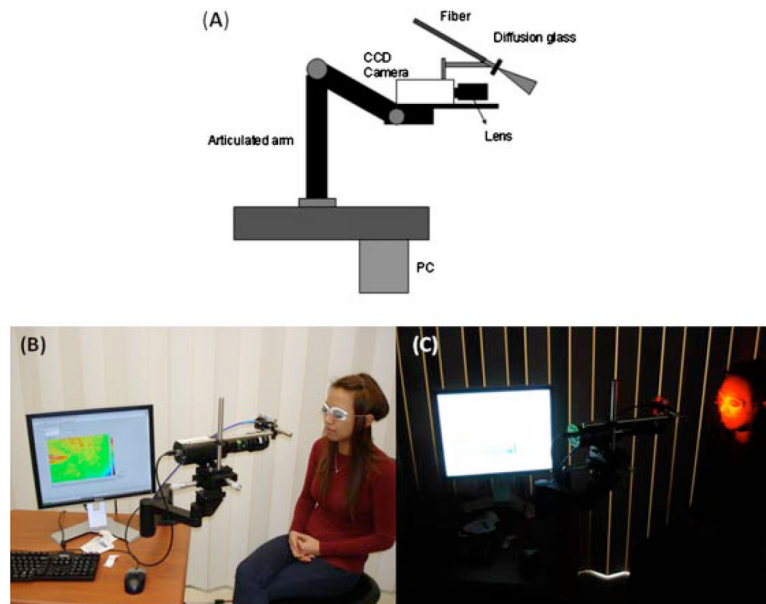 (A)
Fiber
Diffusion glass
CCD
Camera
Lens
Articulated arm
PC
(B)
(C)